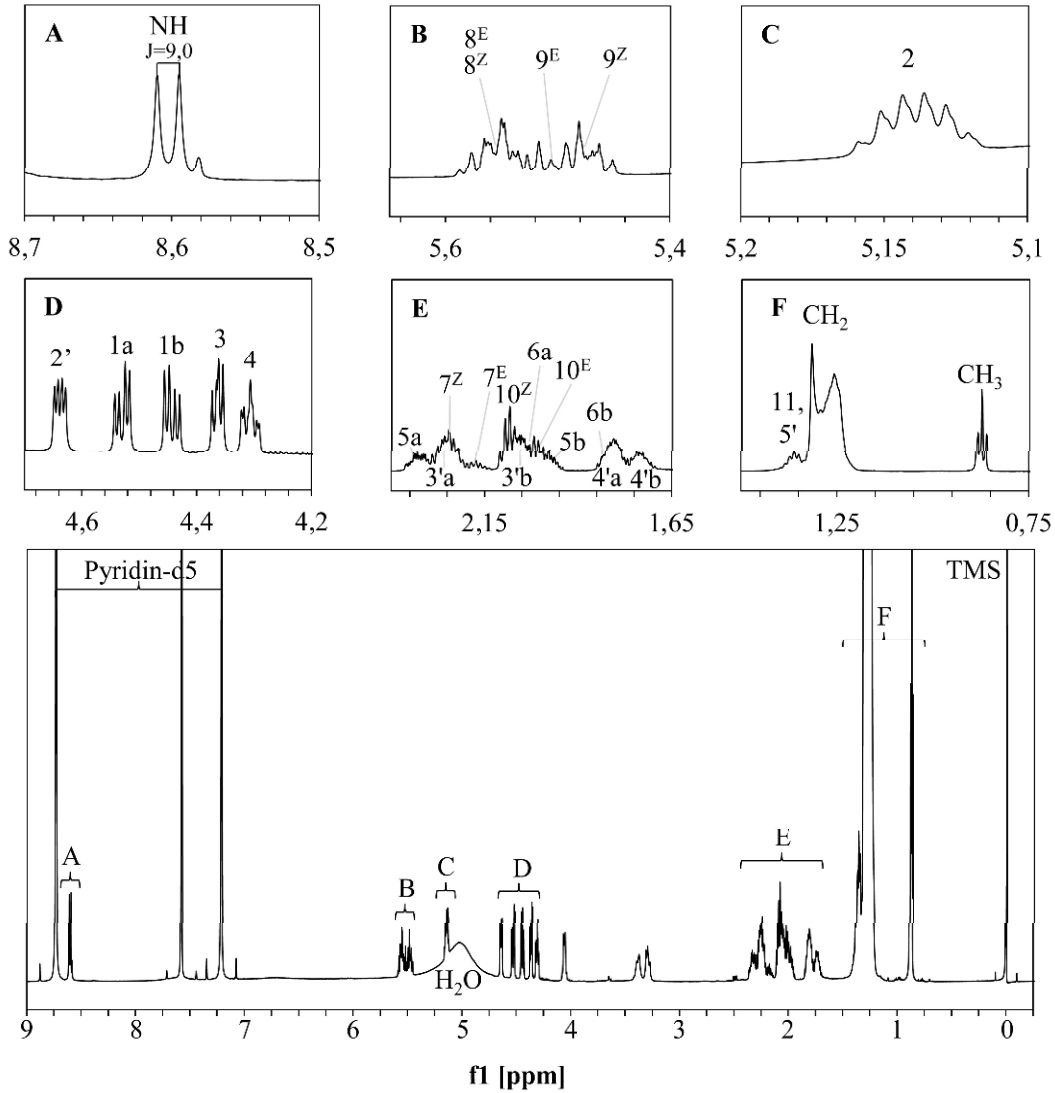 A
NH
J=9,0
8,7 8,6 8,5
B
8E
8Z 9E 9Z
5,6 5,4
C
2
5,2 5,15 5,1
D
2’ 1a 1b 3 4
4,6 4,4 4,2
E
7Z 7E 10Z 6a 10E
5a 3'a 3'b 5b 6b 4'a 4'b
2,15 1,65
F
CH2
11,
5'
CH3
1,25 0,75
Pyridin-d5 TMS
A B C D E F
H2O
9 8 7 6 5 4 3 2 1 0
f1 [ppm]